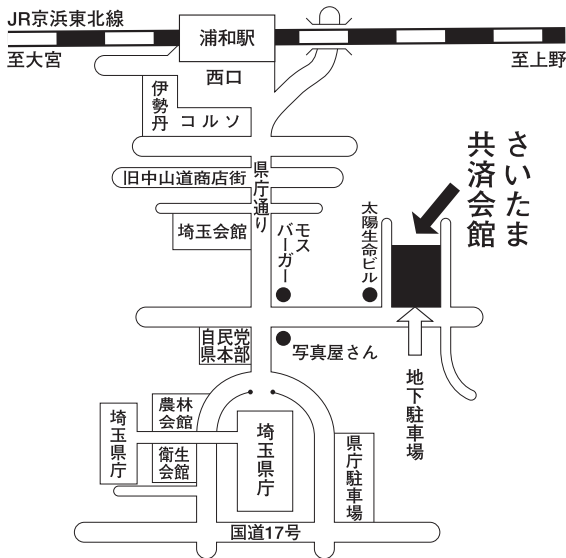 JR京浜東北線
浦和駅
至大宮
至上野
西口
伊勢丹
コルソ
さいたま
共済会館
旧中山道商店街
県庁通り
埼玉会館
モス
バーガー
太陽生命ビル
自民党
県本部
写真屋さん
地下駐車場
農林
会館
埼玉県庁
埼玉県庁
衛生
会館
県庁駐車場
国道17号